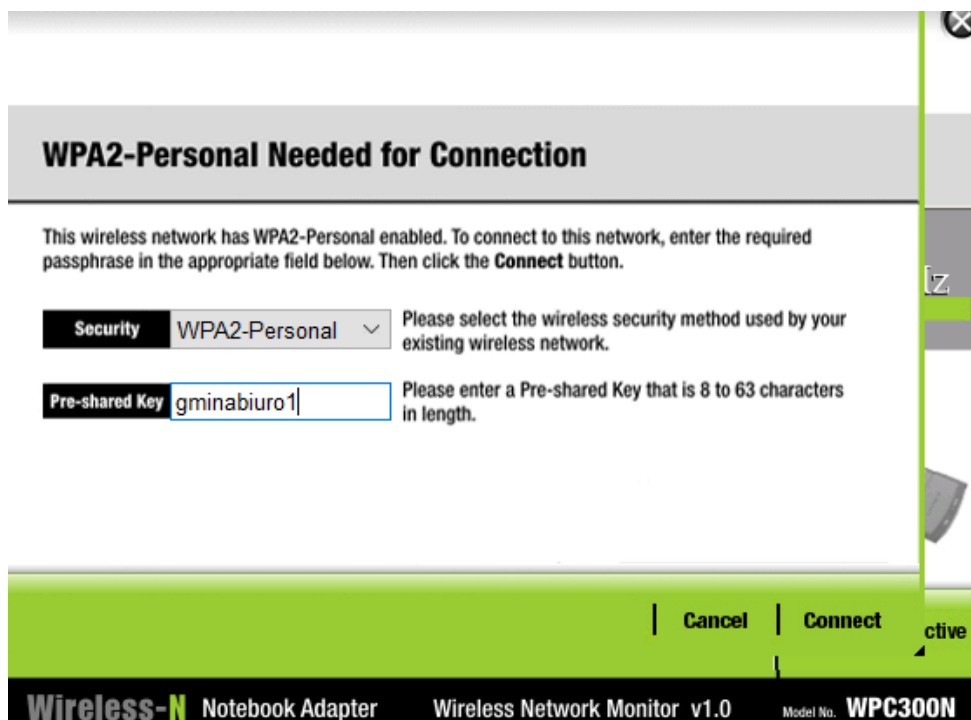 WPA2-Personal Needed for Connection
This wireless network has WPA2-Personal enabled. To connect to this network, enter the required
passphrase in the appropriate field below. Then click the Connect button.
Security
WPA2-Personal
Please select the wireless security method used by your
existing wireless network.
Pre-shared Key
gminabiuro1
Please enter a Pre-shared Key that is 8 to 63 characters
in length.
Cancel
Connect
Wireless-N Notebook Adapter Wireless Network Monitor v1.0 Model No. WPC300N